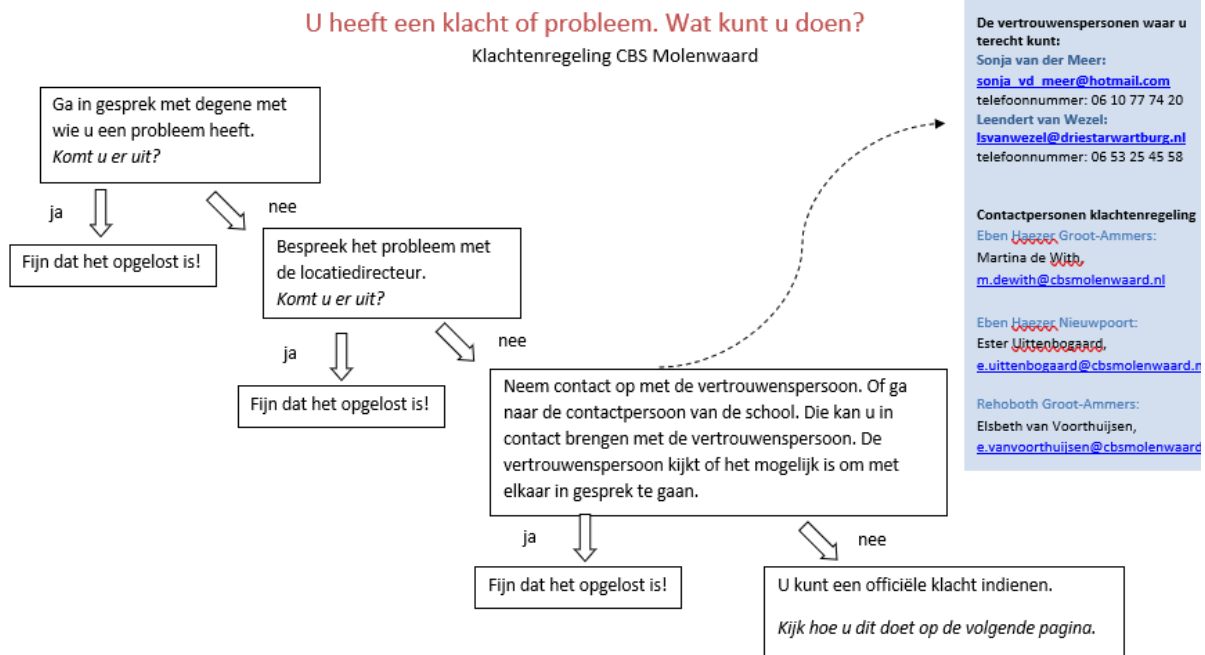 U heeft een klacht of probleem. Wat kunt u doen?
Klachtenregeling CBS Molenwaard
Ga in gesprek met degene met
wie u een probleem heeft.
Komt u er uit?
ja
nee
Fijn dat het opgelost is!
Bespreek het probleem met
de locatiedirecteur.
Komt u er uit?
ja
nee
Fijn dat het opgelost is!
Neem contact op met de vertrouwenspersoon. Of ga
naar de contactpersoon van de school. Die kan u in
contact brengen met de vertrouwenspersoon. De
vertrouwenspersoon kijkt of het mogelijk is om met
elkaar in gesprek te gaan.
ja
nee
Fijn dat het opgelost is!
U kunt een officiële klacht indienen.
Kijk hoe u dit doet op de volgende pagina.
De vertrouwenspersonen waar u
terecht kunt:
Sonja van der Meer:
sonja_vd_meer@hotmail.com
telefoonnummer: 06 10 77 74 20
Leendert van Wezel:
lsvanwezel@driestarwartburg.nl
telefoonnummer: 06 53 25 45 58
Contactpersonen klachtenregeling
Eben Haezer Groot-Ammers:
Martina de With,
m.dewith@cbsmolenwaard.nl
Eben Haezer Nieuwpoort:
Ester Uittenbogaard,
e.uittenbogaard@cbsmolenwaard.n
Rehoboth Groot-Ammers:
Elsbeth van Voorthuijsen,
e.vanvoorthuijsen@cbsmolenwaard